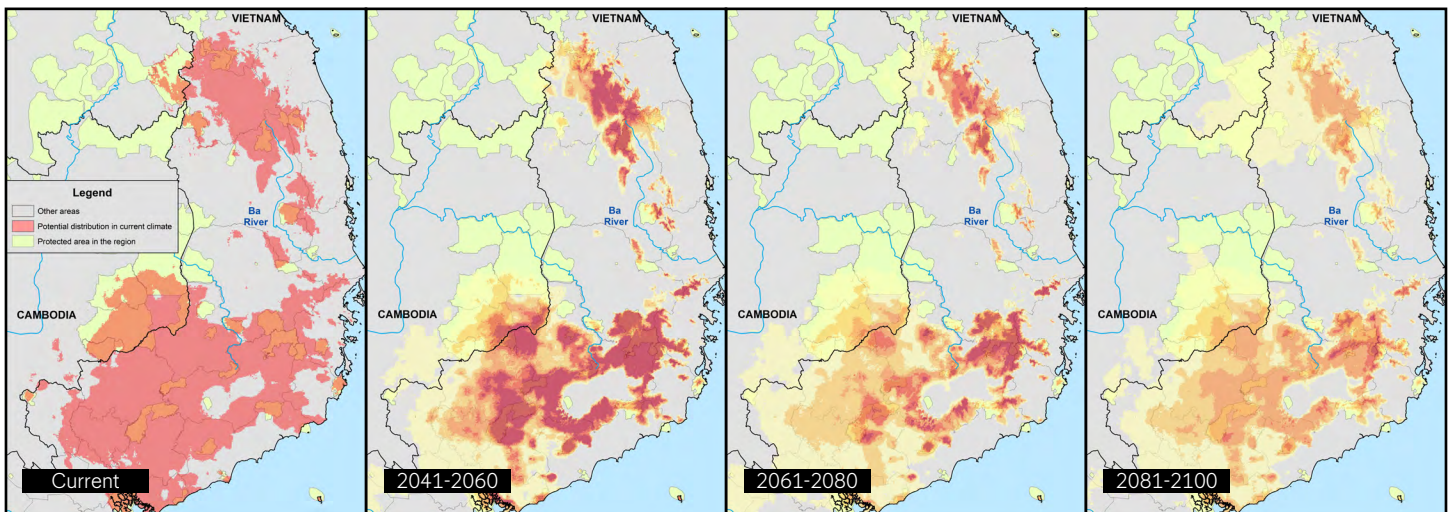 VIETNAM
Legend
Other areas
Potential distribution in current climate
Protected area in the region
Ba
River
CAMBODIA
Current
VIETNAM
Ba
River
CAMBODIA
2041-2060
VIETNAM
Ba
River
CAMBODIA
2061-2080
VIETNAM
Ba
River
CAMBODIA
2081-2100